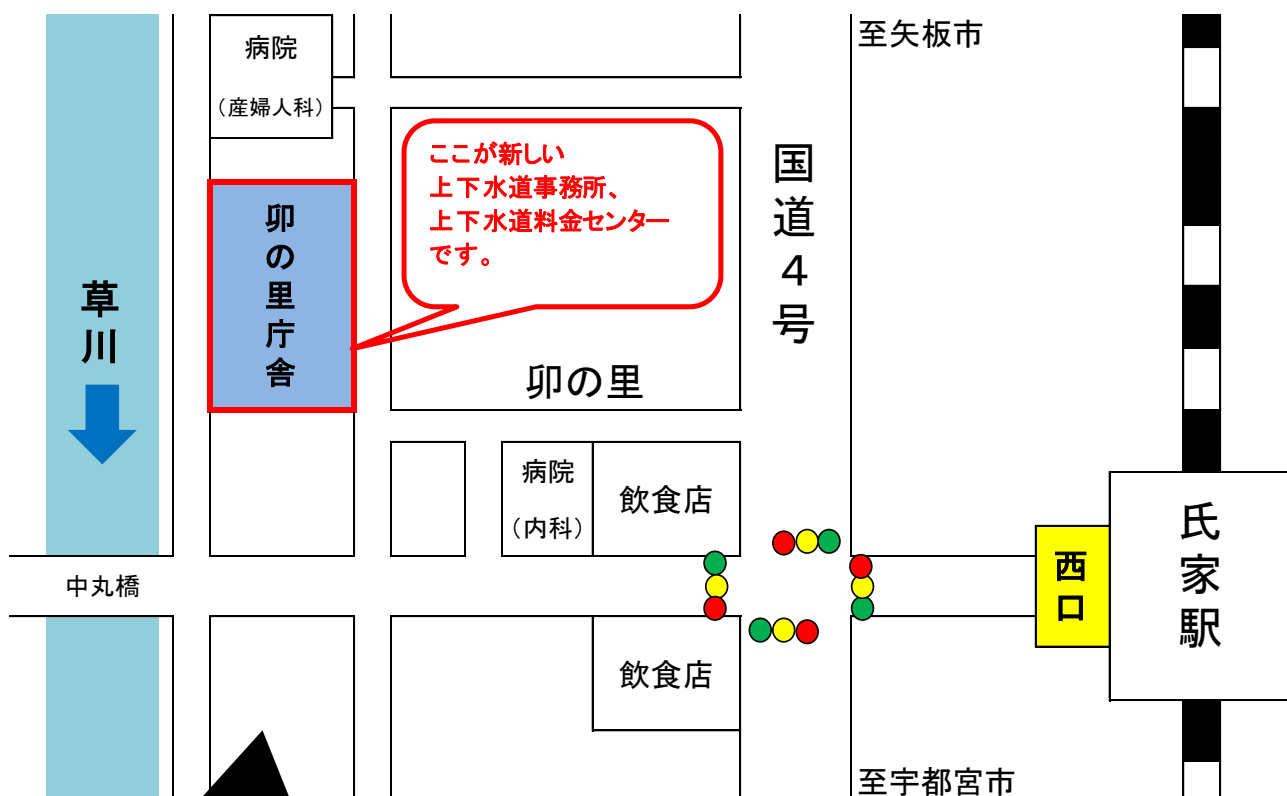 病院
（産婦人科）
至矢板市
ここが新しい
上下水道事務所、
上下水道料金センター
です。
国道４号
卯の里庁舎
草川
卯の里
病院
（内科）
飲食店
氏家駅
西口
中丸橋
飲食店
至宇都宮市